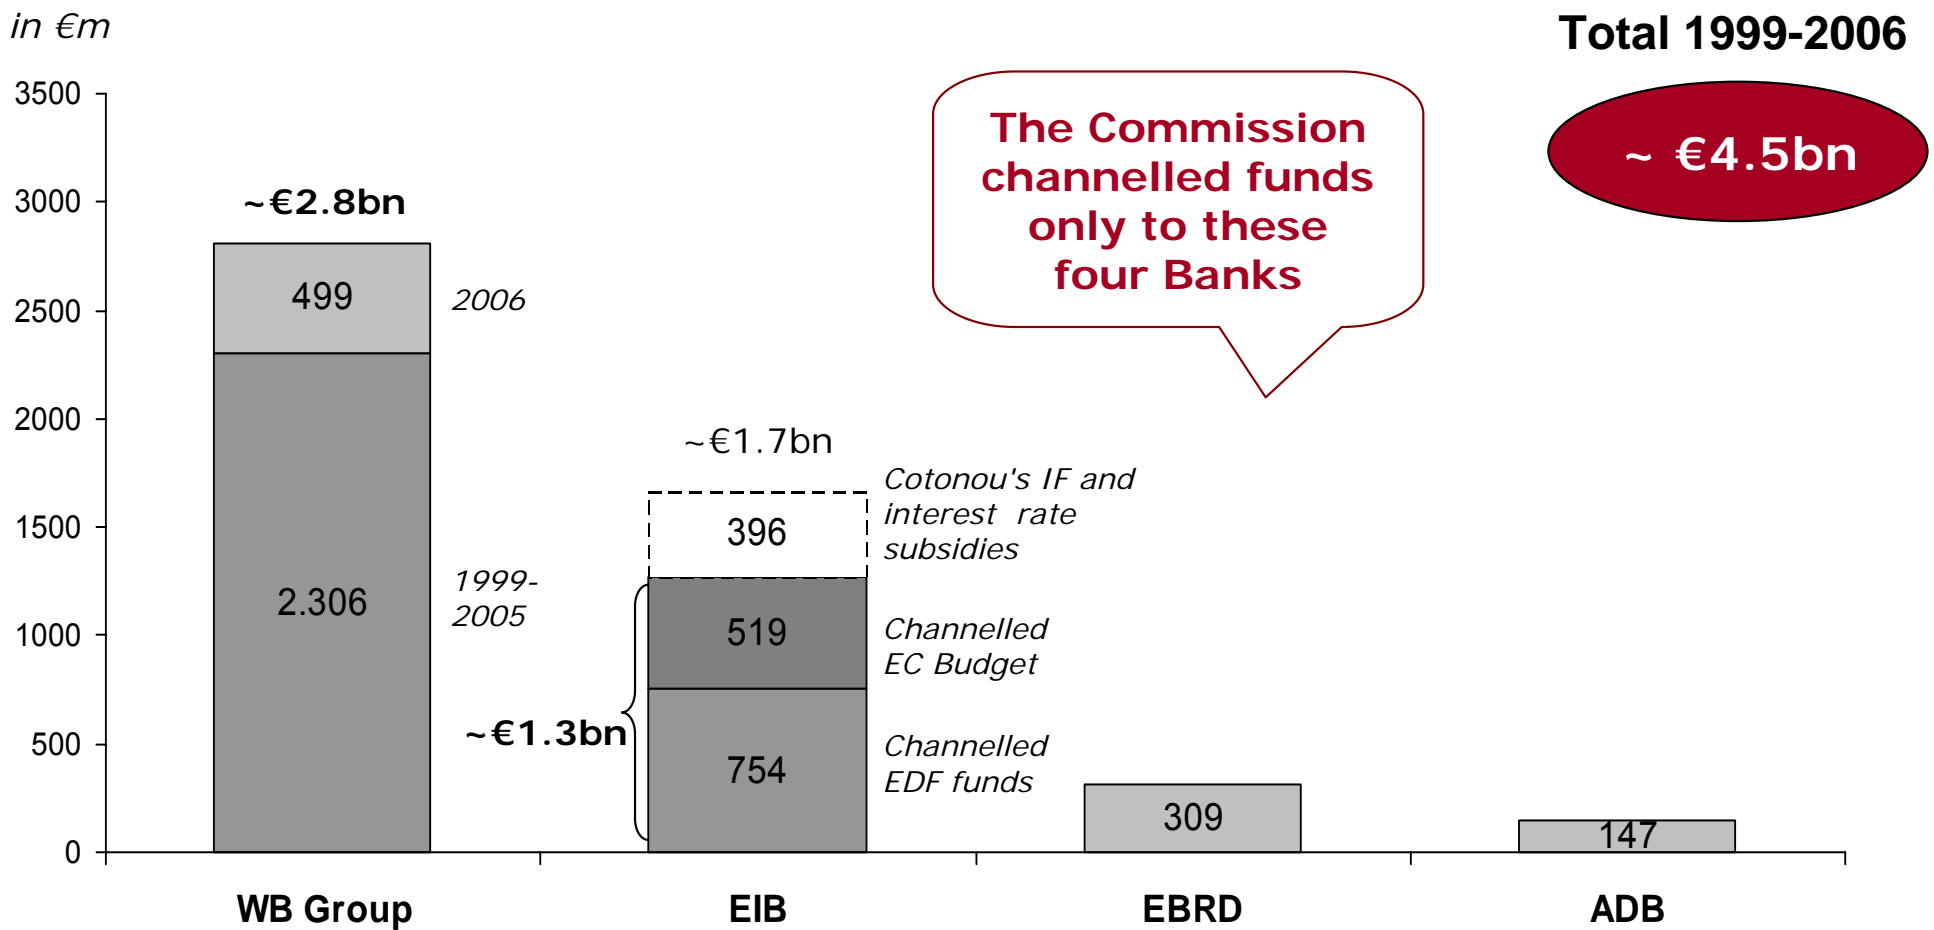 in €m
Total 1999-2006
~ €4.5bn
The Commission
channelled funds
only to these
four Banks
3500
3000
2500
2000
1500
1000
500
0
~€2.8bn
499
2006
2.306
1999-
2005
~€1.7bn
396
Cotonou's IF and
interest rate
subsidies
519
Channelled
EC Budget
~€1.3bn
754
Channelled
EDF funds
309
147
WB Group
EIB
EBRD
ADB